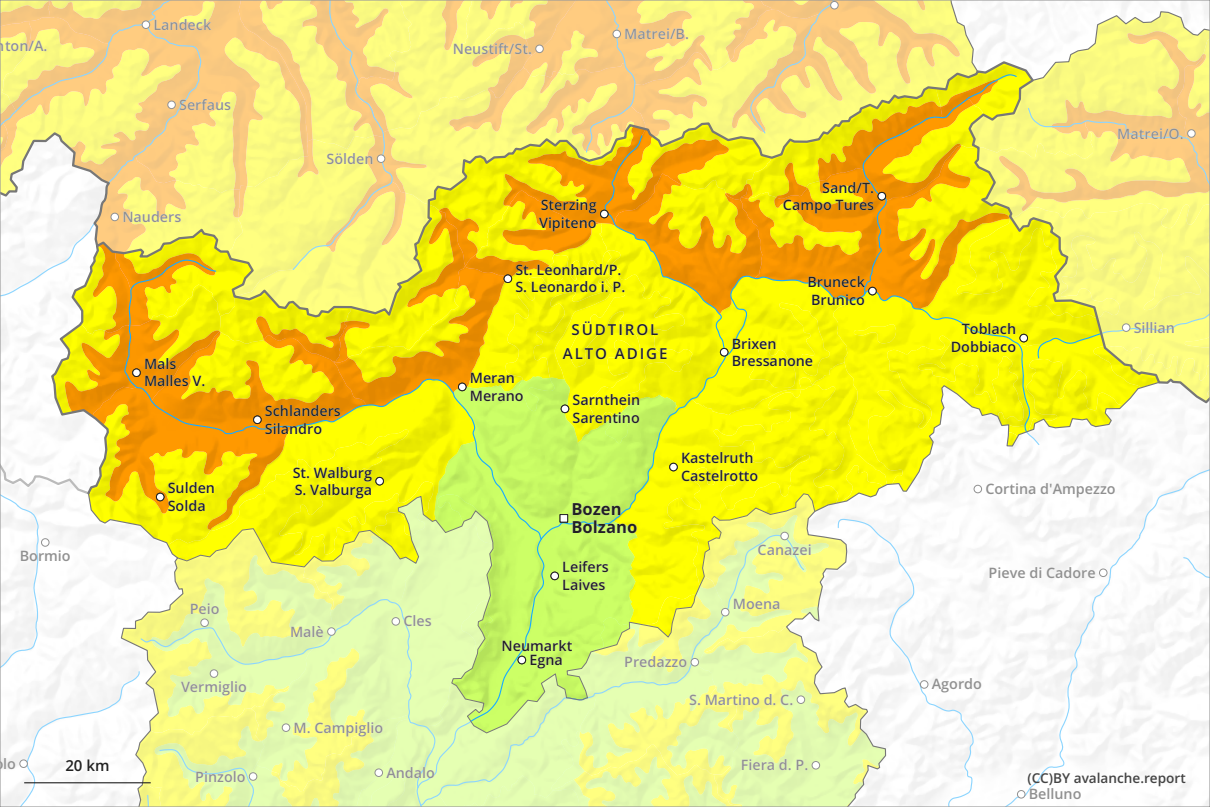 Landeck
nton/A.
Neustift/St.
Matrei/B.
Serfaus
Matrei/O.
Sölden
Nauders
Sand/T.
Campo Tures
Sterzing
Vipiteno
St. Leonhard/P.
S. Leonardo i. P.
Bruneck
Brunico
SÜDTIROL
ALTO ADIGE
Toblach
Dobbiaco
Sillian
Brixen
Bressanone
Mals
Malles V.
Meran
Merano
Sarnthein
Sarentino
Schlanders
Silandro
Kastelruth
Castelrotto
St. Walburg
S. Valburga
Sulden
Solda
Cortina d'Ampezzo
Bozen
Bolzano
Bormio
Canazei
Leifers
Laives
Pieve di Cadore
Peio
Moena
Cles
Malè
Neumarkt
Egna
Predazzo
Vermiglio
Agordo
S. Martino d. C.
M. Campiglio
olo
20 km
Pinzolo
Andalo
Fiera d. P.
(CC)BY avalanche.report
Belluno